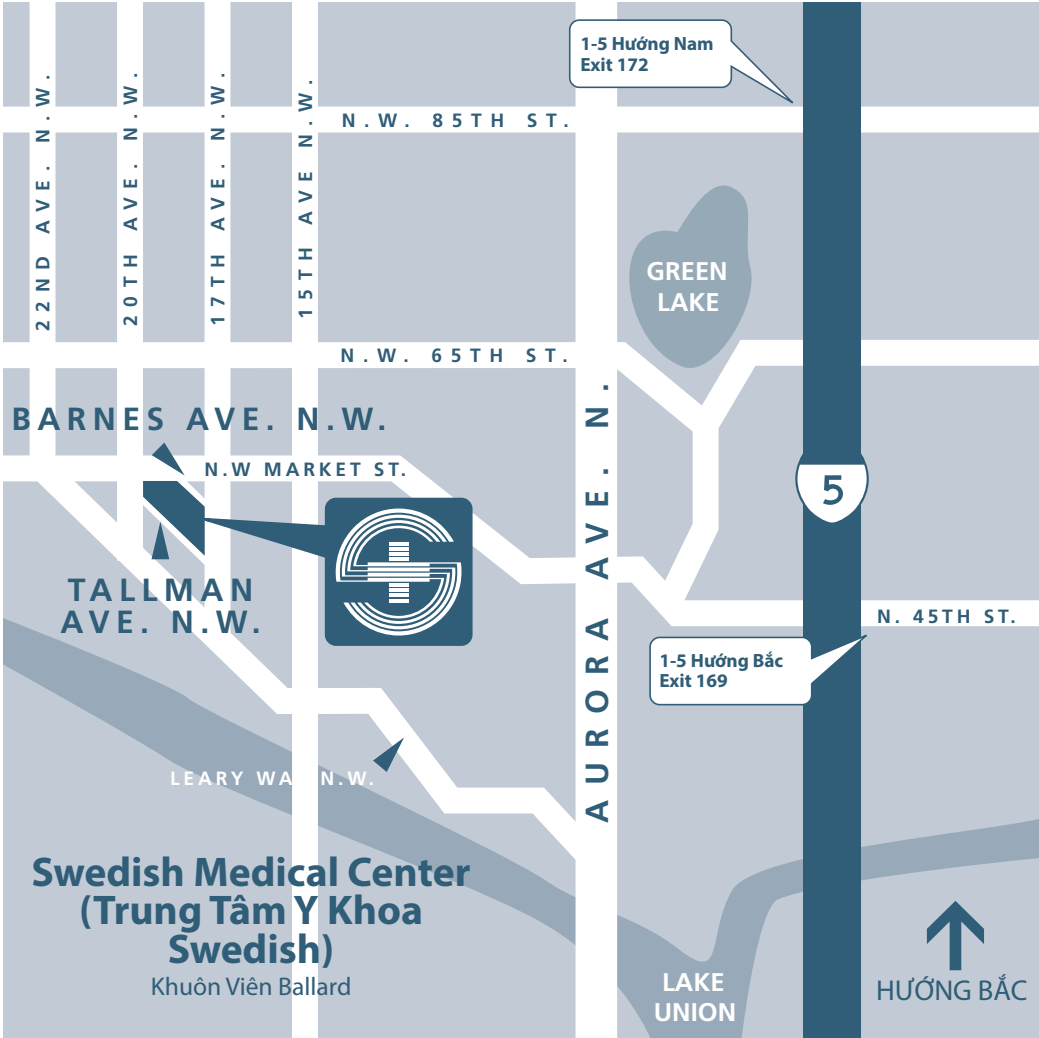 1-5 Hướng Nam
Exit 172
22ND AVE. N.W.
20TH AVE. N.W.
17TH AVE. N.W.
15TH AVE N.W.
N.W. 85TH ST.
GREEN
LAKE
N.W. 65TH ST.
BARNES AVE. N.W.
N.W MARKET ST.
5
AURORA AVE. N.
TALLMAN
AVE. N.W.
N. 45TH ST.
1-5 Hướng Bắc
Exit 169
LEARY WAY N.W.
Swedish Medical Center
(Trung Tâm Y Khoa
Swedish)
Khuôn Viên Ballard
LAKE
UNION
HƯỚNG BẮC